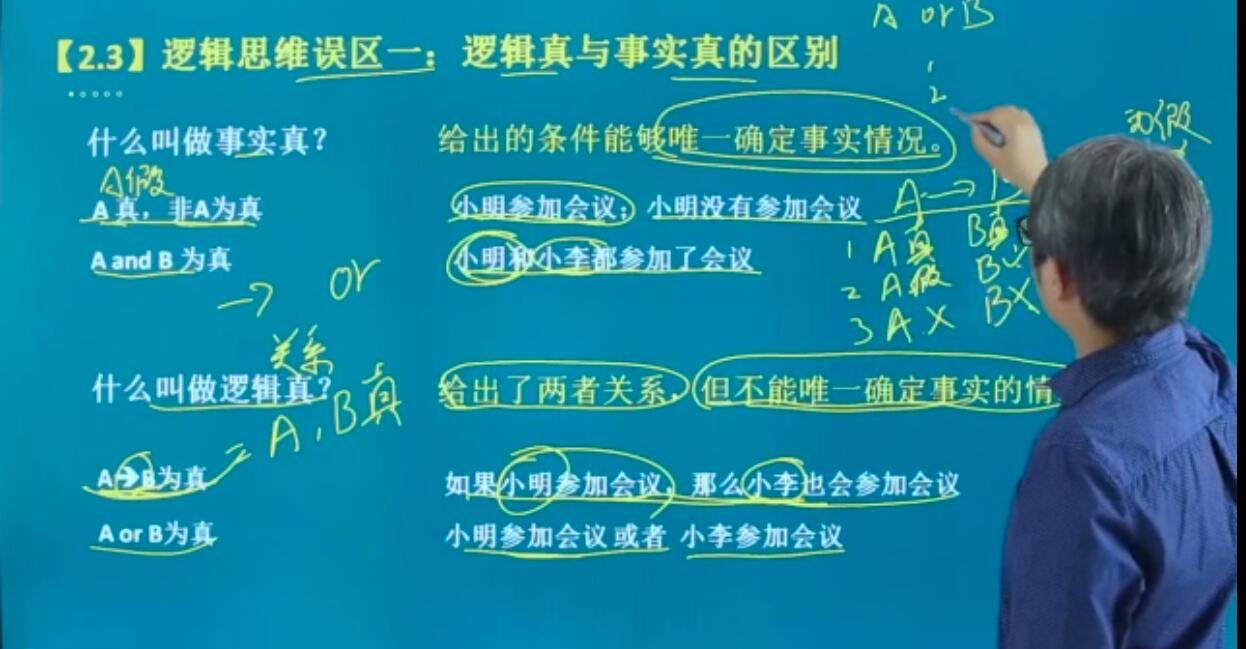 A or B
【2.3】逻辑思维误区一：逻辑真与事实真的区别
1
2
什么叫做事实真？
给出的条件能够唯一确定事实情况。
A假
A 真，非A为真
小明参加会议；小明没有参加会议
A →
1 A真 B真
2 A假 B
3 A X B X
A and B 为真
小明和小李都参加了会议
→ or
关系
什么叫做逻辑真？
给出了两者关系，但不能唯一确定事实的情
= A, B真
A→B为真
如果小明参加会议，那么小李也会参加会议
A or B为真
小明参加会议 或者 小李参加会议